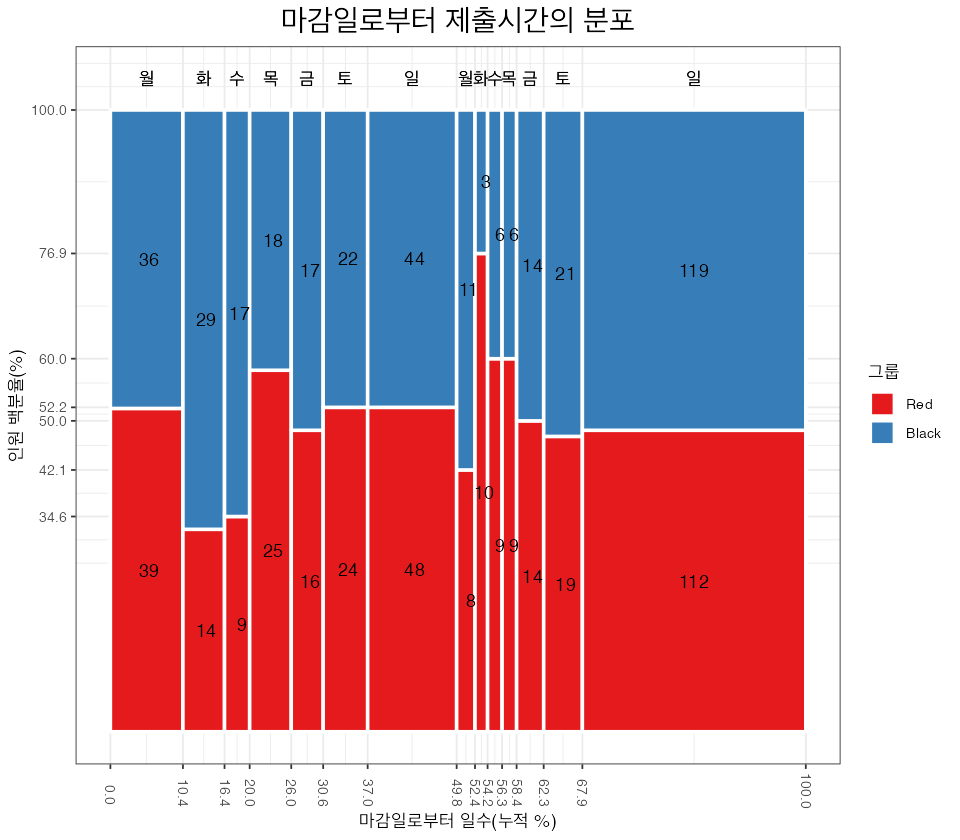 마감일로부터 제출시간의 분포
월 화 수 목 금 토 일 월 화 수 목 금 토 일
100.0
76.9
60.0
52.2
50.0
42.1
34.6
인원 백분율(%)
36 29 17 18 17 22 44 11 3 6 6 14 21 119
39 14 9 25 16 24 48 8 10 9 9 14 19 112
0.0 10.4 16.4 20.0 26.0 30.6 37.0 49.8 52.4 54.2 56.3 58.4 62.3 67.9 100.0
마감일로부터 일수(누적 %)
그룹
Red
Black